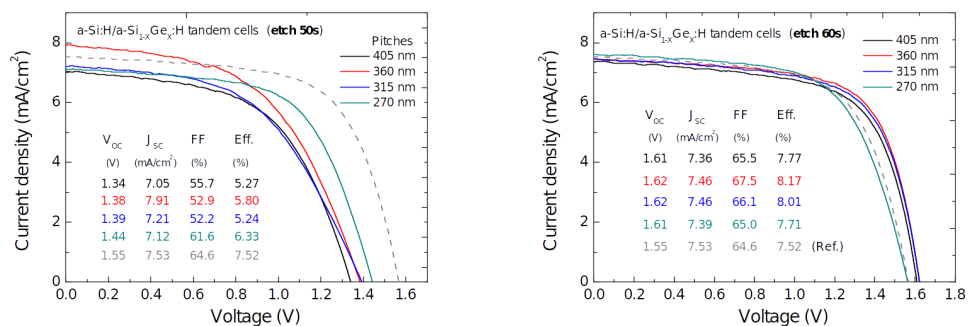 a-Si:H/a-Si1-XGeX:H tandem cells (etch 50s)
Pitches
405 nm
360 nm
315 nm
270 nm
Current density (mA/cm²)
8
6
4
2
0
VOC JSC FF Eff.
(V) (mA/cm²) (%) (%)
1.34 7.05 55.7 5.27
1.38 7.91 52.9 5.80
1.39 7.21 52.2 5.24
1.44 7.12 61.6 6.33
1.55 7.53 64.6 7.52
0.0 0.2 0.4 0.6 0.8 1.0 1.2 1.4 1.6
Voltage (V)
a-Si:H/a-Si1-XGeX:H tandem cells (etch 60s)
Pitches
405 nm
360 nm
315 nm
270 nm
Current density (mA/cm²)
8
6
4
2
0
VOC JSC FF Eff.
(V) (mA/cm²) (%) (%)
1.61 7.36 65.5 7.77
1.62 7.46 67.5 8.17
1.62 7.46 66.1 8.01
1.61 7.39 65.0 7.71
1.55 7.53 64.6 7.52 (Ref.)
0.0 0.2 0.4 0.6 0.8 1.0 1.2 1.4 1.6 1.8
Voltage (V)